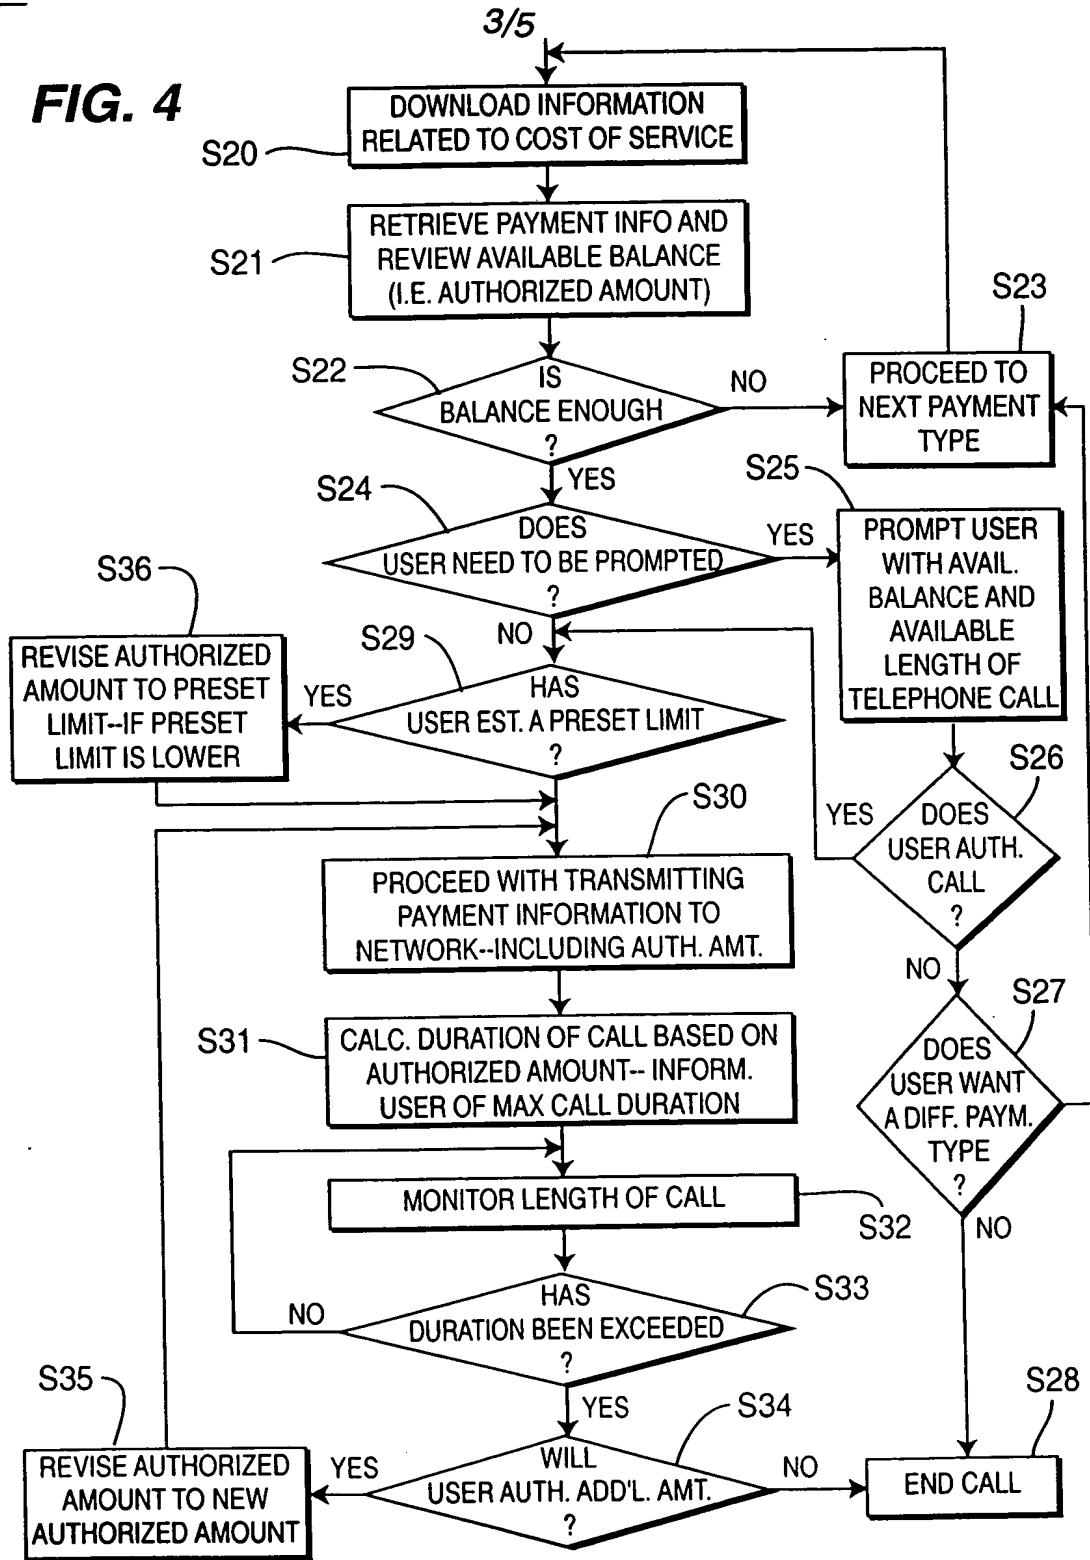 3/5
FIG. 4
DOWNLOAD INFORMATION
RELATED TO COST OF SERVICE
S20
RETRIEVE PAYMENT INFO AND
REVIEW AVAILABLE BALANCE
(I.E. AUTHORIZED AMOUNT)
S21
S22
IS
BALANCE ENOUGH
?
NO
YES
S23
PROCEED TO
NEXT PAYMENT
TYPE
S24
DOES
USER NEED TO BE PROMPTED
?
YES
NO
S25
PROMPT USER
WITH AVAIL.
BALANCE AND
AVAILABLE
LENGTH OF
TELEPHONE CALL
S36
REVISE AUTHORIZED
AMOUNT TO PRESET
LIMIT--IF PRESET
LIMIT IS LOWER
S29
YES
HAS
USER EST. A PRESET LIMIT
?
S26
YES
DOES
USER AUTH.
CALL
?
NO
S30
PROCEED WITH TRANSMITTING
PAYMENT INFORMATION TO
NETWORK--INCLUDING AUTH. AMT.
S27
DOES
USER WANT
A DIFF. PAYM.
TYPE
?
NO
S31
CALC. DURATION OF CALL BASED ON
AUTHORIZED AMOUNT-- INFORM.
USER OF MAX CALL DURATION
MONITOR LENGTH OF CALL
S32
S33
NO
HAS
DURATION BEEN EXCEEDED
?
YES
S34
WILL
USER AUTH. ADD'L. AMT.
?
YES
NO
S35
REVISE AUTHORIZED
AMOUNT TO NEW
AUTHORIZED AMOUNT
S28
END CALL